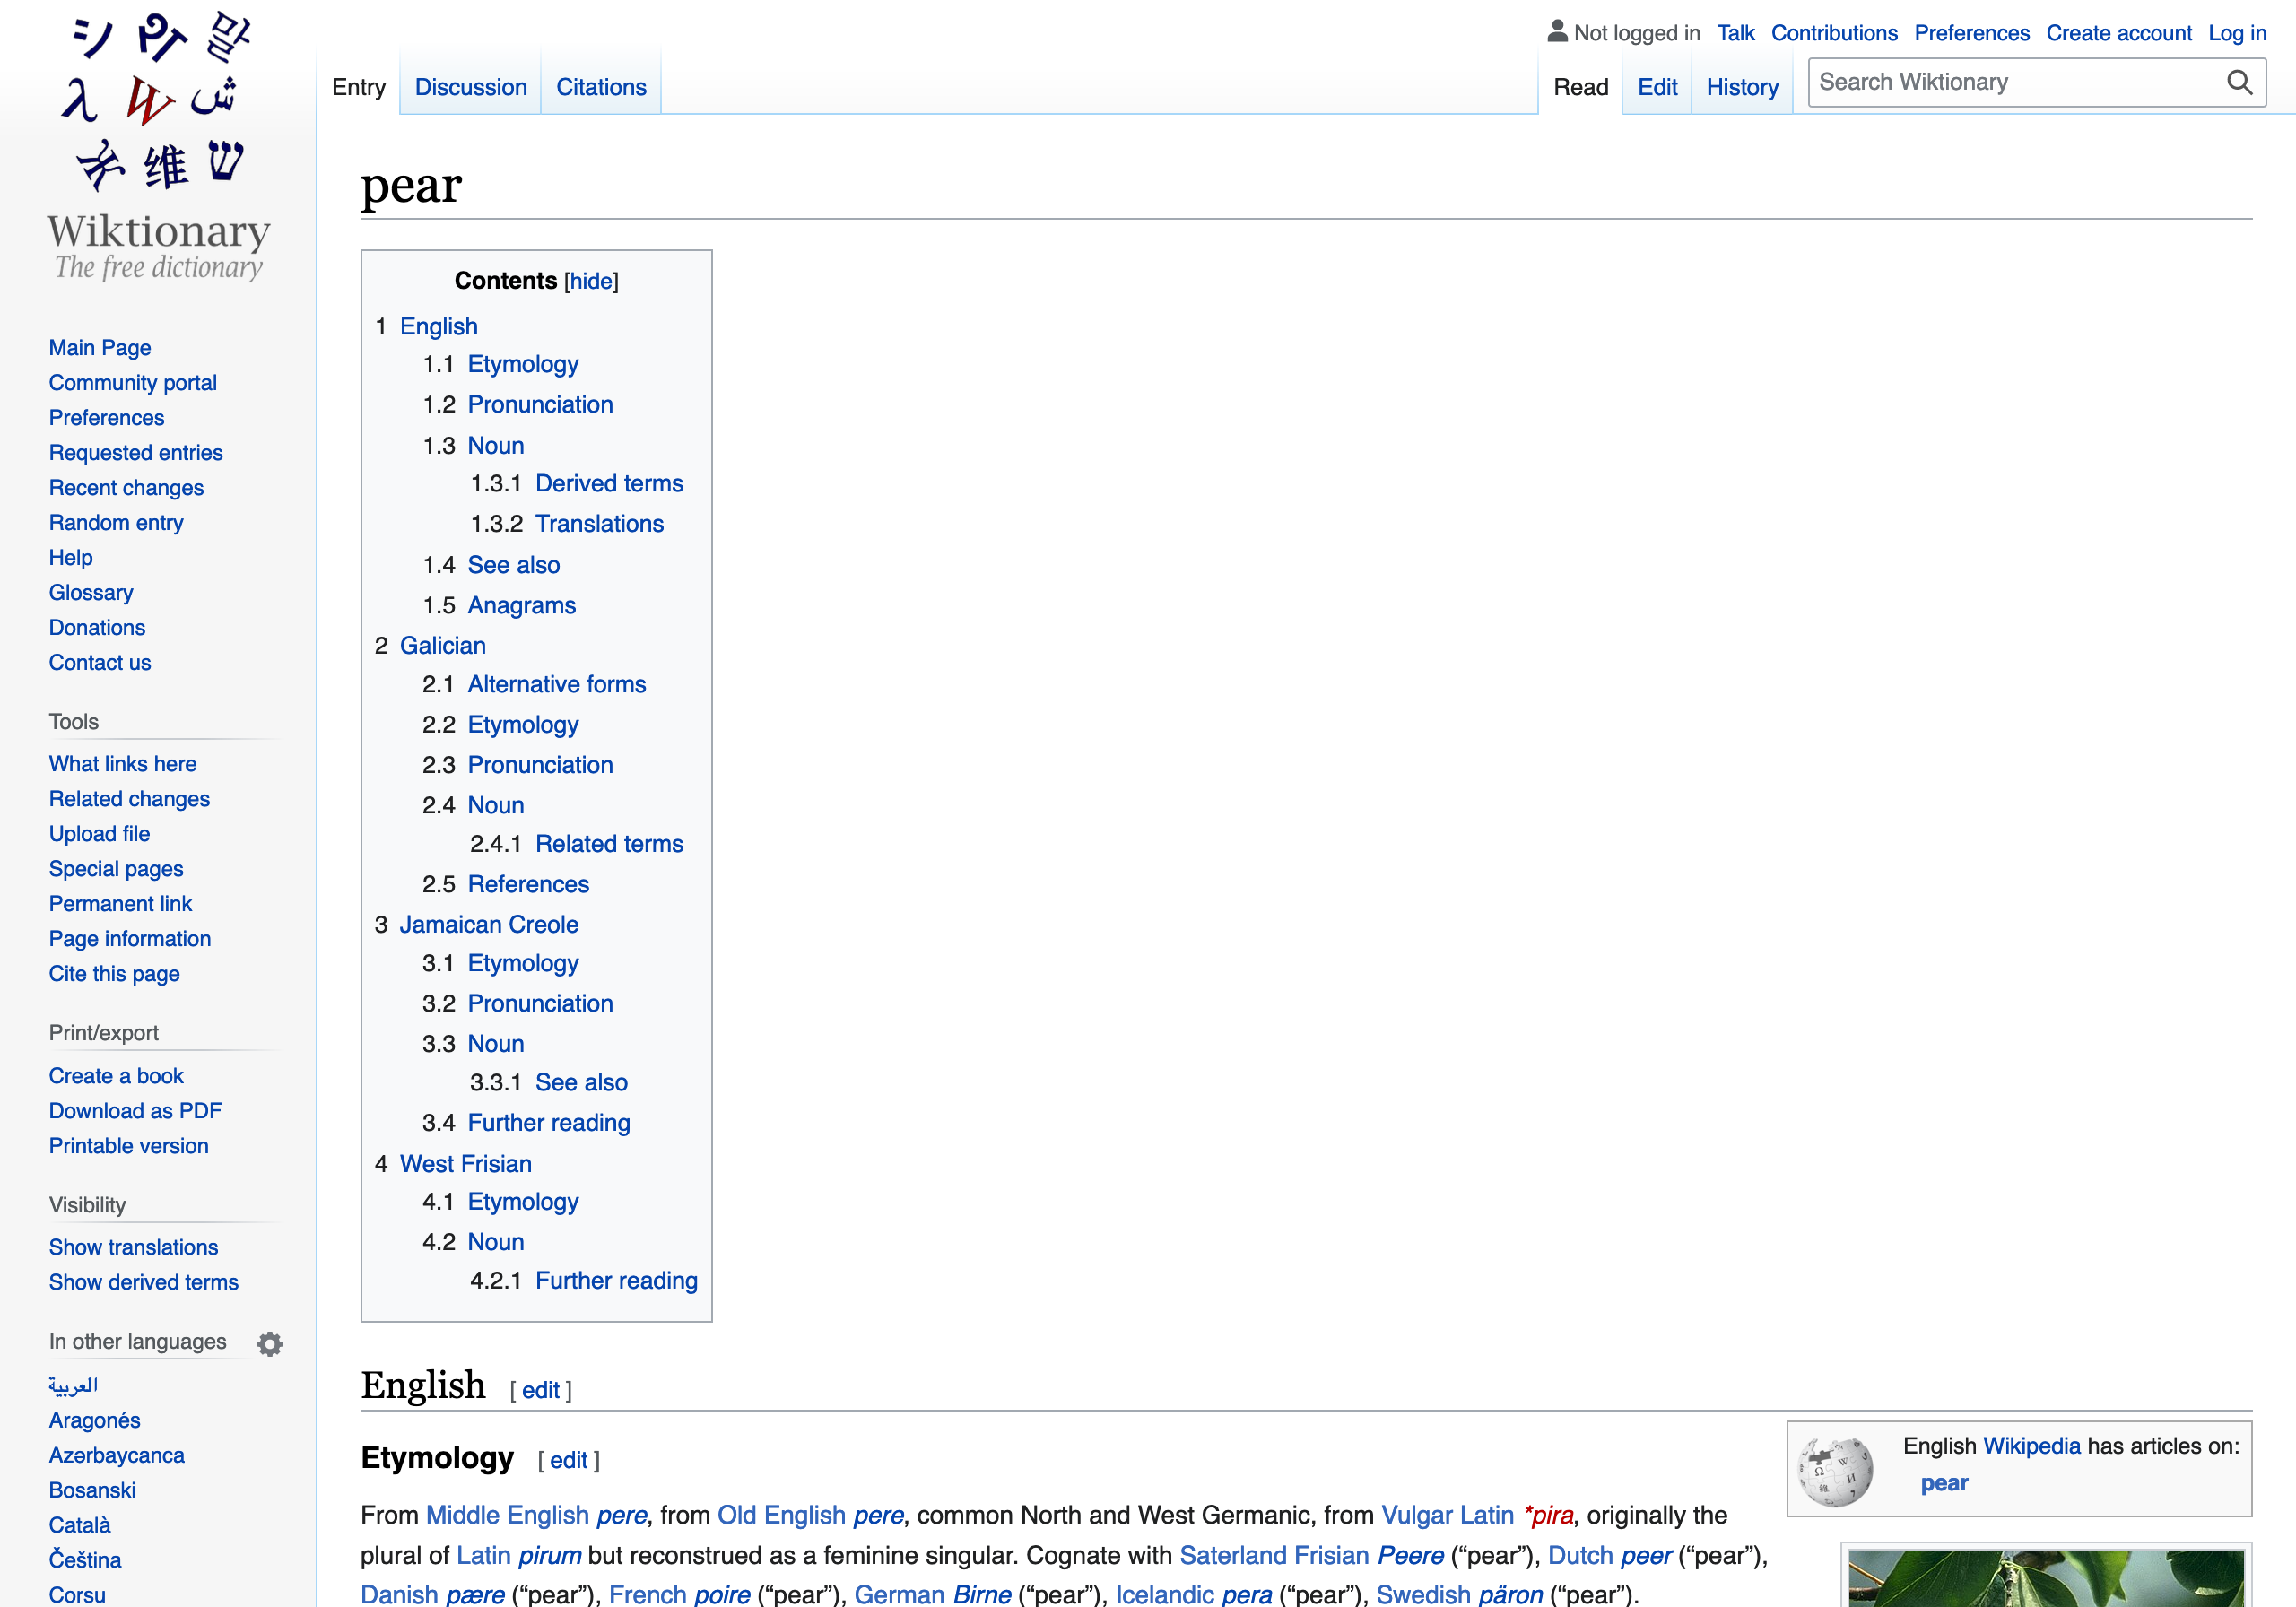 シ क् 말
λ W ش
维 ש
Wiktionary
The free dictionary
Not logged in Talk Contributions Preferences Create account Log in
Entry Discussion Citations Read Edit History Search Wiktionary
Main Page
Community portal
Preferences
Requested entries
Recent changes
Random entry
Help
Glossary
Donations
Contact us
Tools
What links here
Related changes
Upload file
Special pages
Permanent link
Page information
Cite this page
Print/export
Create a book
Download as PDF
Printable version
Visibility
Show translations
Show derived terms
In other languages
العربية
Aragonés
Azərbaycanca
Bosanski
Català
Čeština
Corsu
pear
Contents [hide]
1 English
1.1 Etymology
1.2 Pronunciation
1.3 Noun
1.3.1 Derived terms
1.3.2 Translations
1.4 See also
1.5 Anagrams
2 Galician
2.1 Alternative forms
2.2 Etymology
2.3 Pronunciation
2.4 Noun
2.4.1 Related terms
2.5 References
3 Jamaican Creole
3.1 Etymology
3.2 Pronunciation
3.3 Noun
3.3.1 See also
3.4 Further reading
4 West Frisian
4.1 Etymology
4.2 Noun
4.2.1 Further reading
English [ edit ]
Etymology [ edit ]
From Middle English pere, from Old English pere, common North and West Germanic, from Vulgar Latin *pira, originally the
plural of Latin pirum but reconstrued as a feminine singular. Cognate with Saterland Frisian Peere (“pear”), Dutch peer (“pear”),
Danish pære (“pear”), French poire (“pear”), German Birne (“pear”), Icelandic pera (“pear”), Swedish päron (“pear”).
English Wikipedia has articles on:
pear